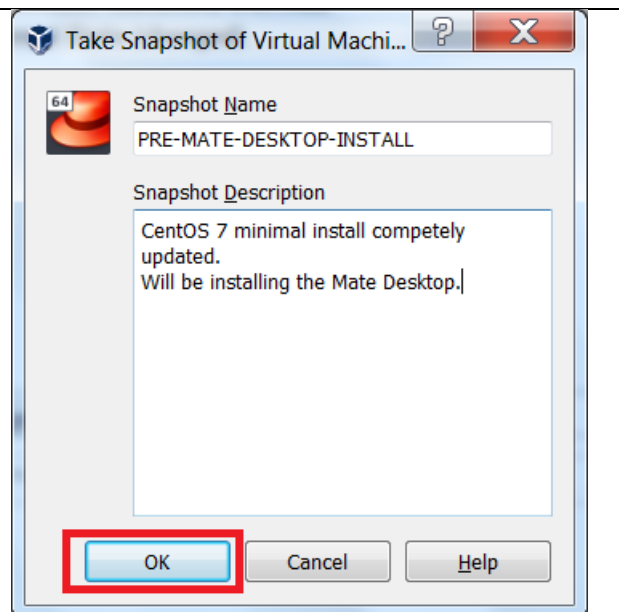 Take Snapshot of Virtual Machi...
64
Snapshot Name
PRE-MATE-DESKTOP-INSTALL
Snapshot Description
CentOS 7 minimal install competely
updated.
Will be installing the Mate Desktop.
OK Cancel Help